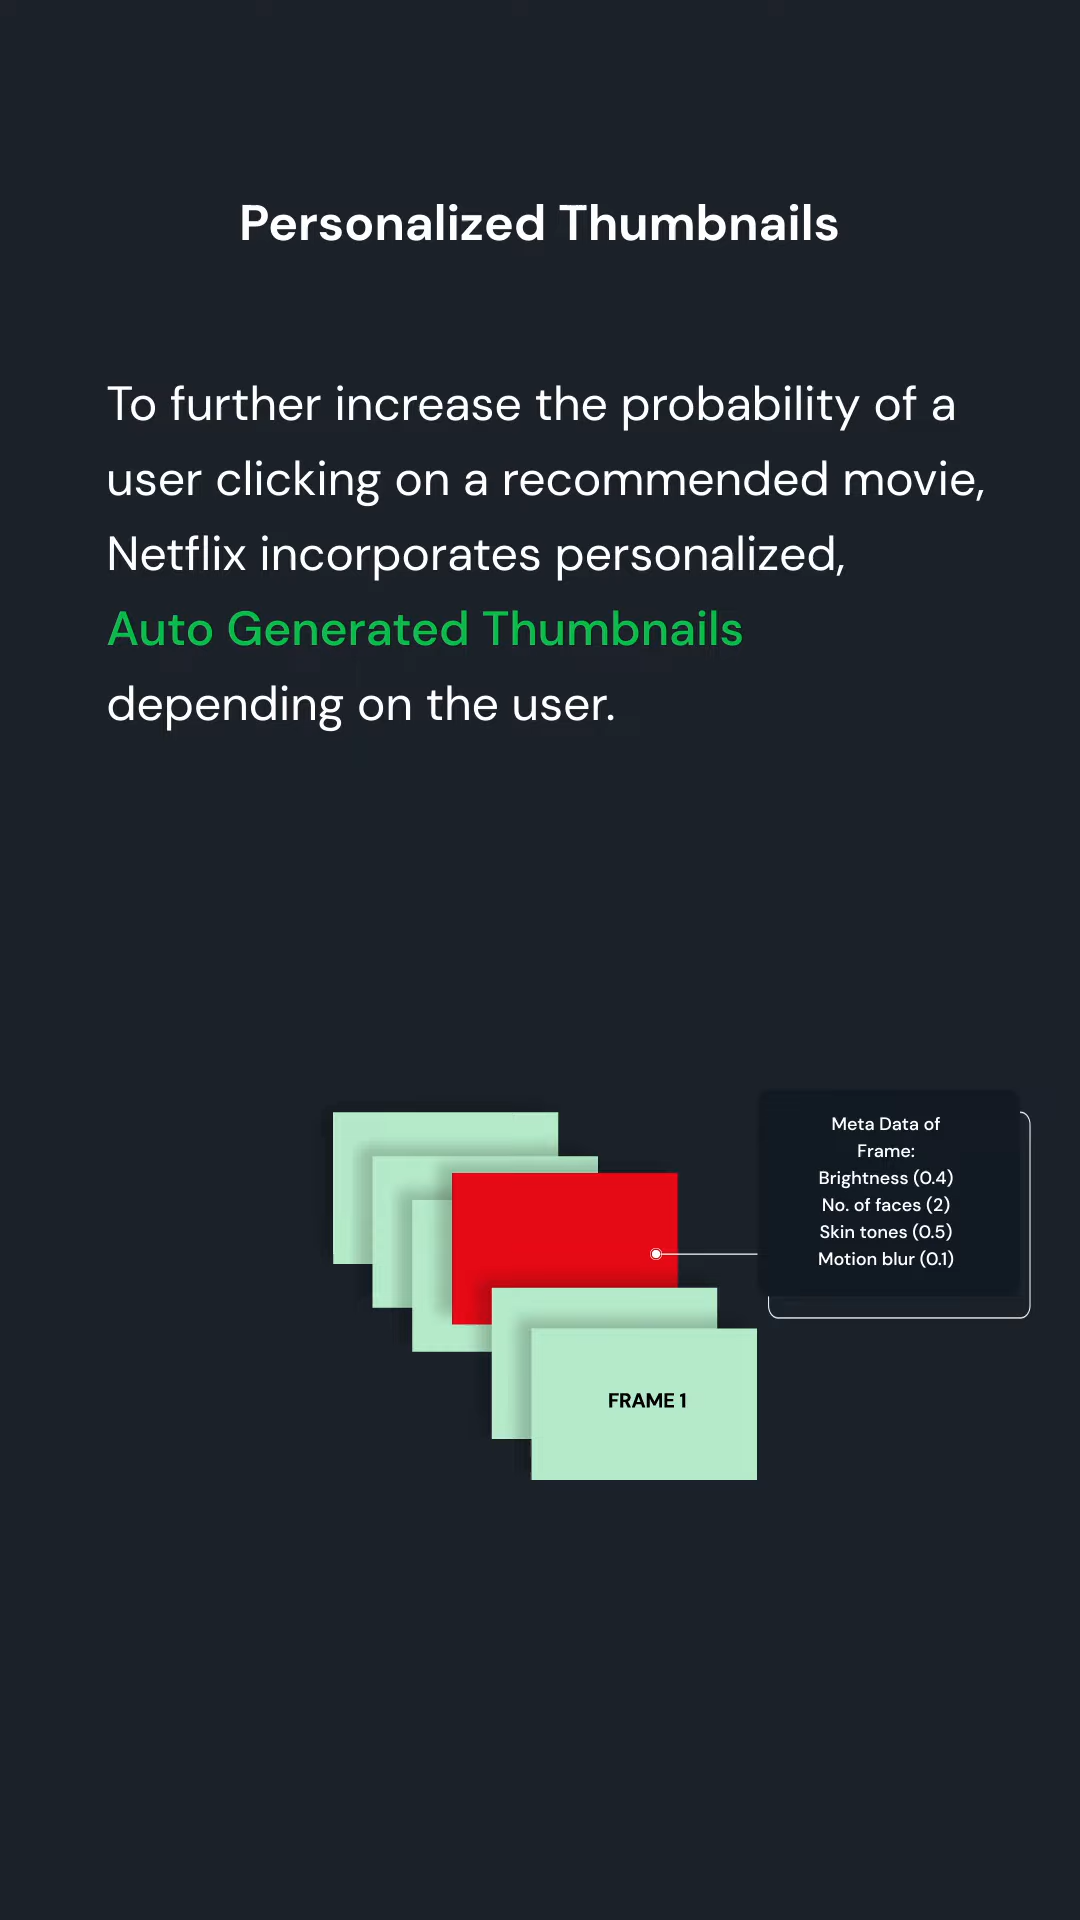 Personalized Thumbnails
To further increase the probability of a
user clicking on a recommended movie,
Netflix incorporates personalized,
Auto Generated Thumbnails
depending on the user.
Meta Data of
Frame:
Brightness (0.4)
No. of faces (2)
Skin tones (0.5)
Motion blur (0.1)
FRAME 1